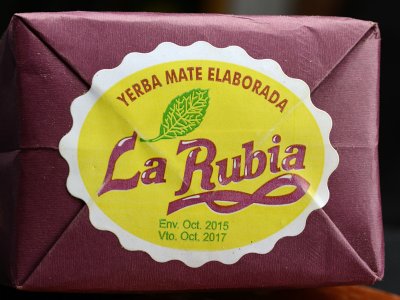 YERBA MATE ELABORADA
La Rubia
Env. Oct. 2015
Vto. Oct. 2017